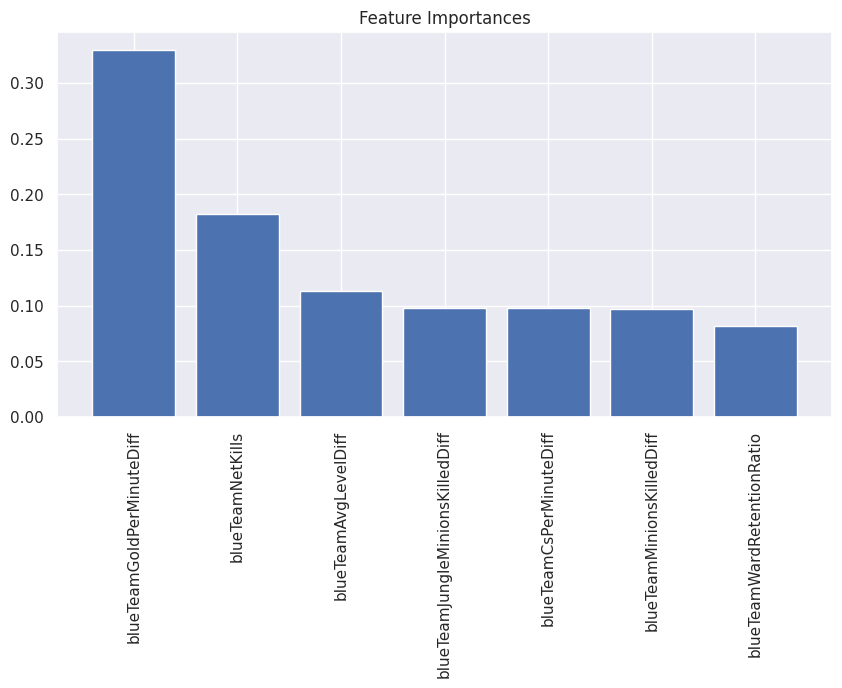 Feature Importances
0.30
0.25
0.20
0.15
0.10
0.05
0.00
blueTeamGoldPerMinuteDiff
blueTeamNetKills
blueTeamAvgLevelDiff
blueTeamJungleMinionsKilledDiff
blueTeamCsPerMinuteDiff
blueTeamMinionsKilledDiff
blueTeamWardRetentionRatio